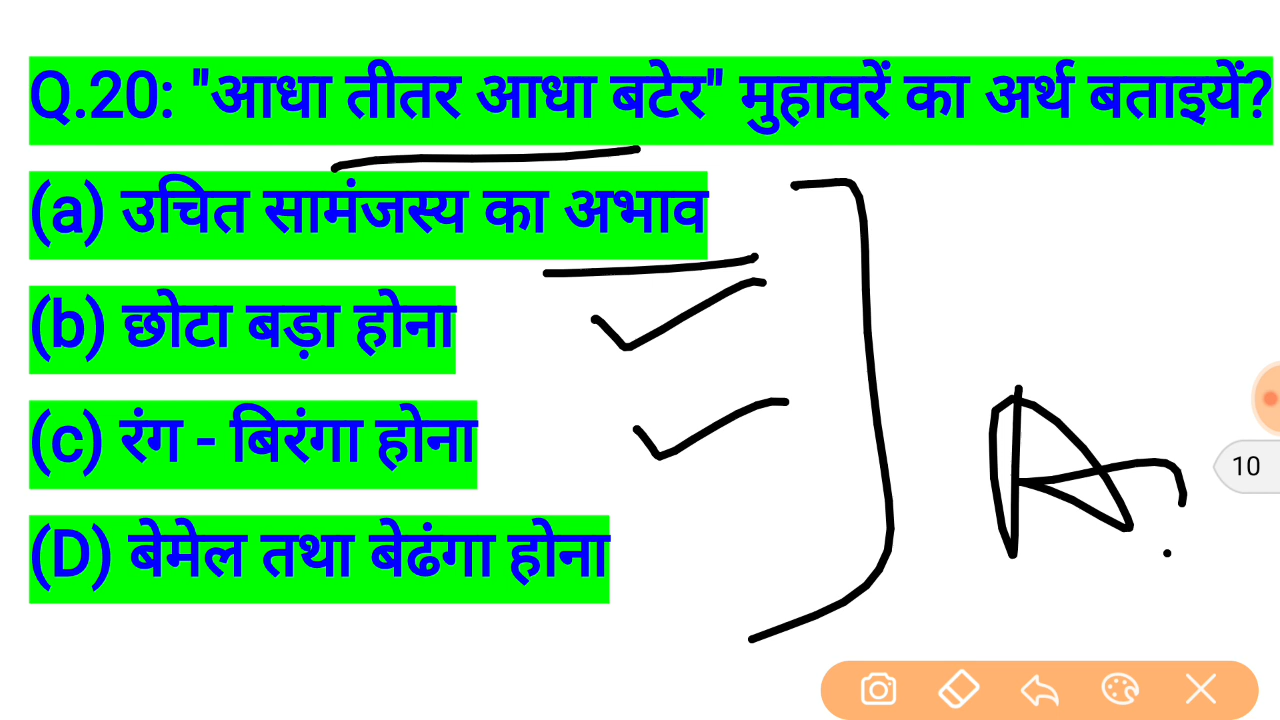 Q.20: "आधा तीतर आधा बटेर" मुहावरें का अर्थ बताइयें?
(a) उचित सामंजस्य का अभाव
(b) छोटा बड़ा होना
(c) रंग - बिरंगा होना
(D) बेमेल तथा बेढंगा होना
10